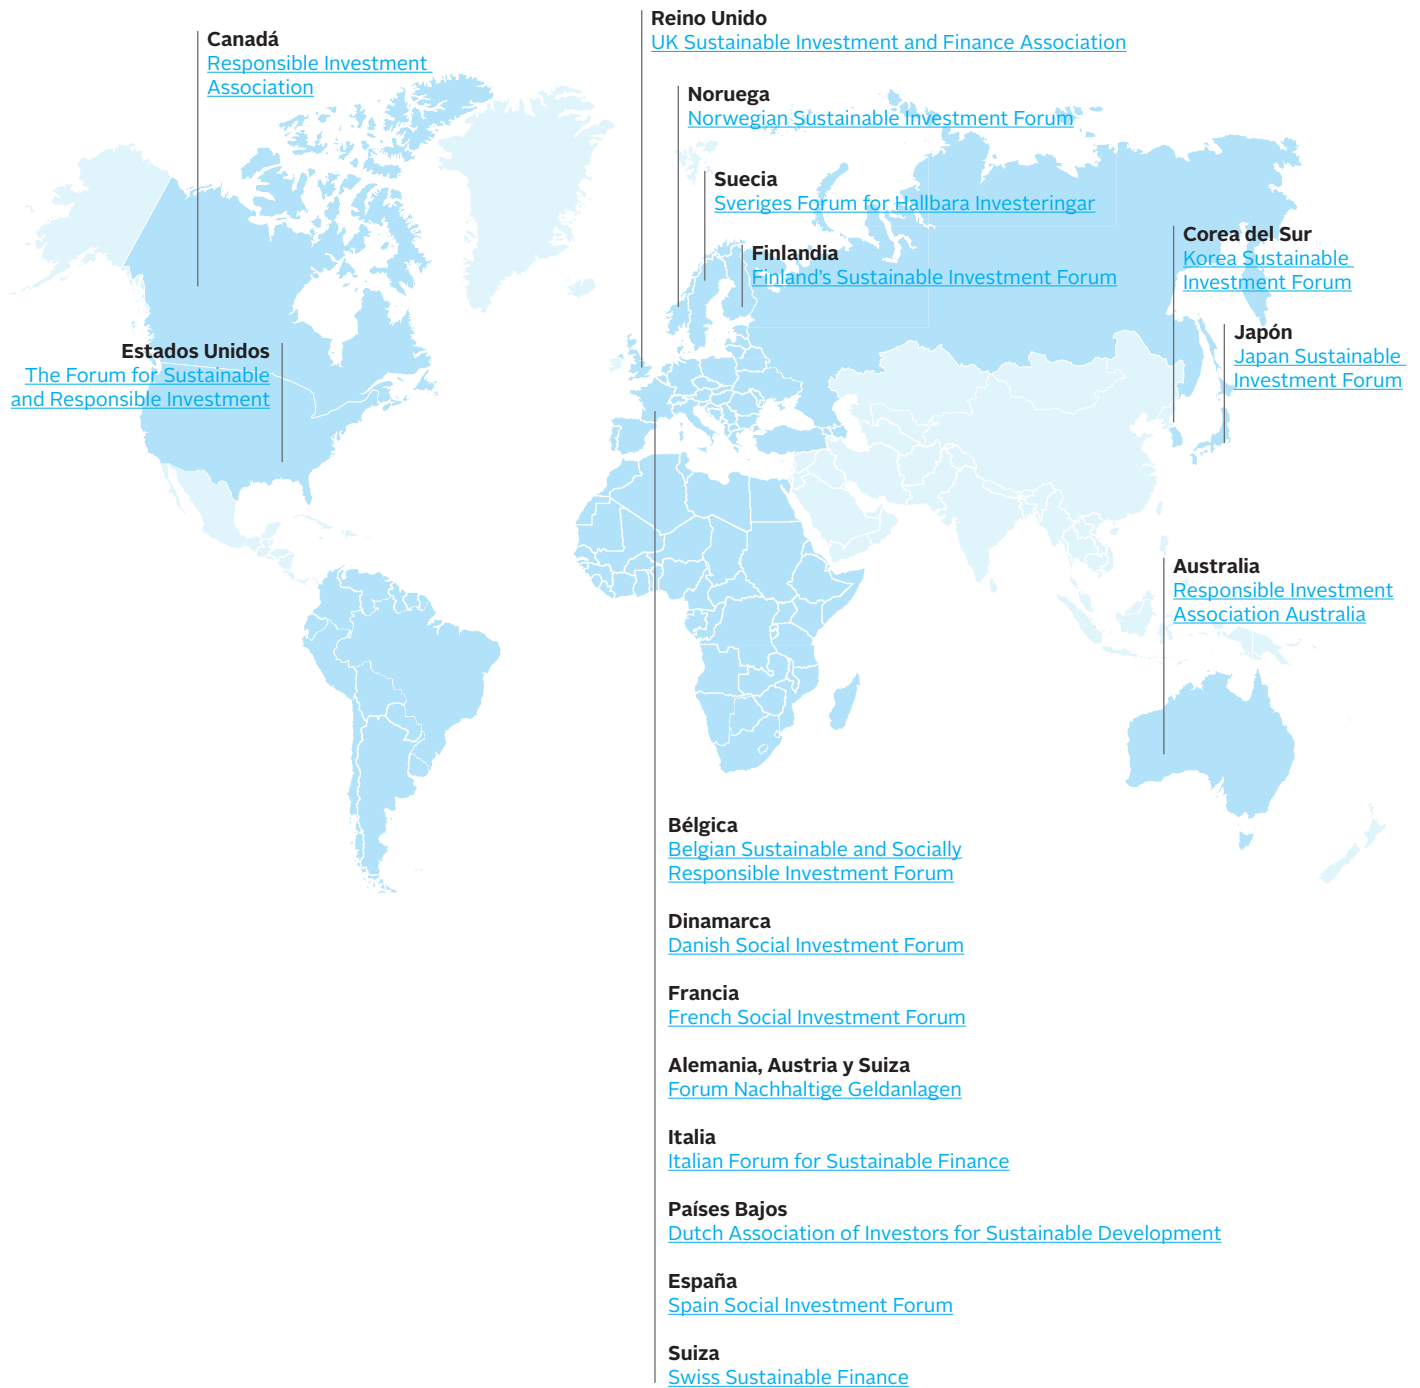 Reino Unido
UK Sustainable Investment and Finance Association
Canadá
Responsible Investment
Association
Noruega
Norwegian Sustainable Investment Forum
Suecia
Sveriges Forum for Hallbara Investeringar
Finlandia
Finland's Sustainable Investment Forum
Corea del Sur
Korea Sustainable
Investment Forum
Japón
Japan Sustainable
Investment Forum
Estados Unidos
The Forum for Sustainable
and Responsible Investment
Australia
Responsible Investment
Association Australia
Bélgica
Belgian Sustainable and Socially
Responsible Investment Forum
Dinamarca
Danish Social Investment Forum
Francia
French Social Investment Forum
Alemania, Austria y Suiza
Forum Nachhaltige Geldanlagen
Italia
Italian Forum for Sustainable Finance
Países Bajos
Dutch Association of Investors for Sustainable Development
España
Spain Social Investment Forum
Suiza
Swiss Sustainable Finance